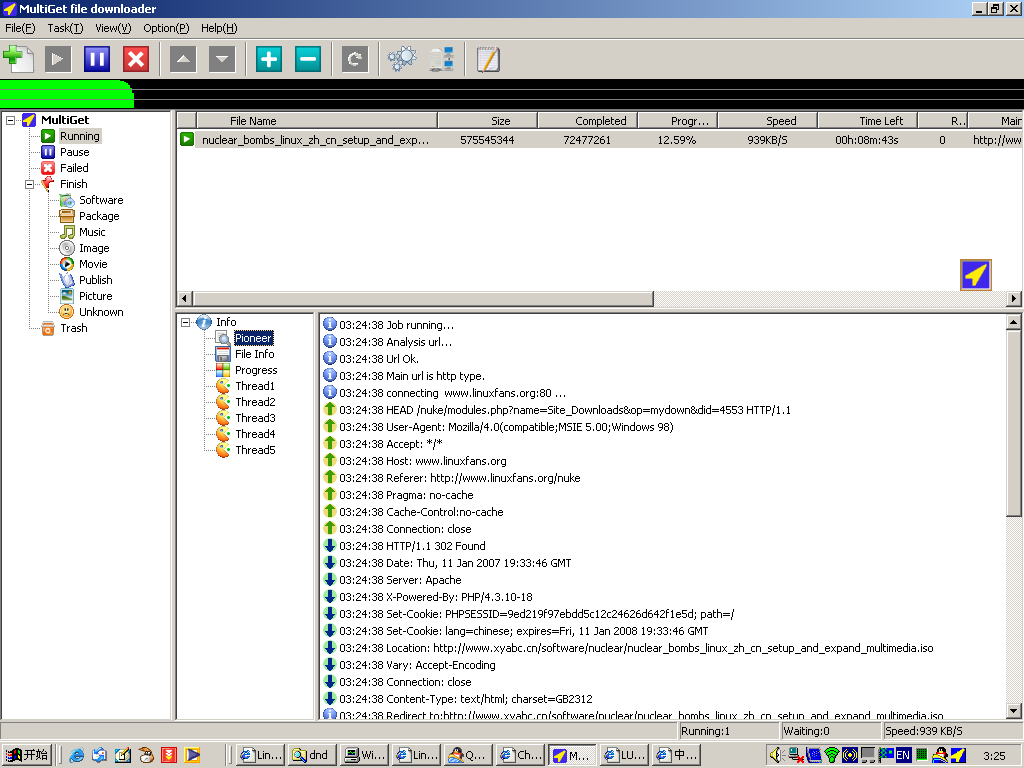 MultiGet file downloader
File(F) Task(T) View(V) Option(P) Help(H)
MultiGet
Running
Pause
Failed
Finish
Software
Package
Music
Image
Movie
Publish
Picture
Unknown
Trash
File Name Size Completed Progr... Speed Time Left R.. Main
nuclear_bombs_linux_zh_cn_setup_and_exp... 575545344 72477261 12.59% 939KB/S 00h:08m:43s 0 http://ww
Info
Pioneer
File Info
Progress
Thread1
Thread2
Thread3
Thread4
Thread5
03:24:38 Job running...
03:24:38 Analysis url...
03:24:38 Url Ok.
03:24:38 Main url is http type.
03:24:38 connecting www.linuxfans.org:80 ...
03:24:38 HEAD /nuke/modules.php?name=Site_Downloads&op=mydown&did=4553 HTTP/1.1
03:24:38 User-Agent: Mozilla/4.0(compatible;MSIE 5.00;Windows 98)
03:24:38 Accept: */*
03:24:38 Host: www.linuxfans.org
03:24:38 Referer: http://www.linuxfans.org/nuke
03:24:38 Pragma: no-cache
03:24:38 Cache-Control:no-cache
03:24:38 Connection: close
03:24:38 HTTP/1.1 302 Found
03:24:38 Date: Thu, 11 Jan 2007 19:33:46 GMT
03:24:38 Server: Apache
03:24:38 X-Powered-By: PHP/4.3.10-18
03:24:38 Set-Cookie: PHPSESSID=9ed219f97ebdd5c12c24626d642f1e5d; path=/
03:24:38 Set-Cookie: lang=chinese; expires=Fri, 11 Jan 2008 19:33:46 GMT
03:24:38 Location: http://www.xyabc.cn/software/nuclear/nuclear_bombs_linux_zh_cn_setup_and_expand_multimedia.iso
03:24:38 Vary: Accept-Encoding
03:24:38 Connection: close
03:24:38 Content-Type: text/html; charset=GB2312
03:24:38 Redirect to:http://www.xyabc.cn/software/nuclear/nuclear_bombs_linux_zh_cn_setup_and_expand_multimedia.iso
Running:1 Waiting:0 Speed:939 KB/S
开始 Lin... dnd Wi... Lin... Q... Ch... M... LU... 中... EN 3:25